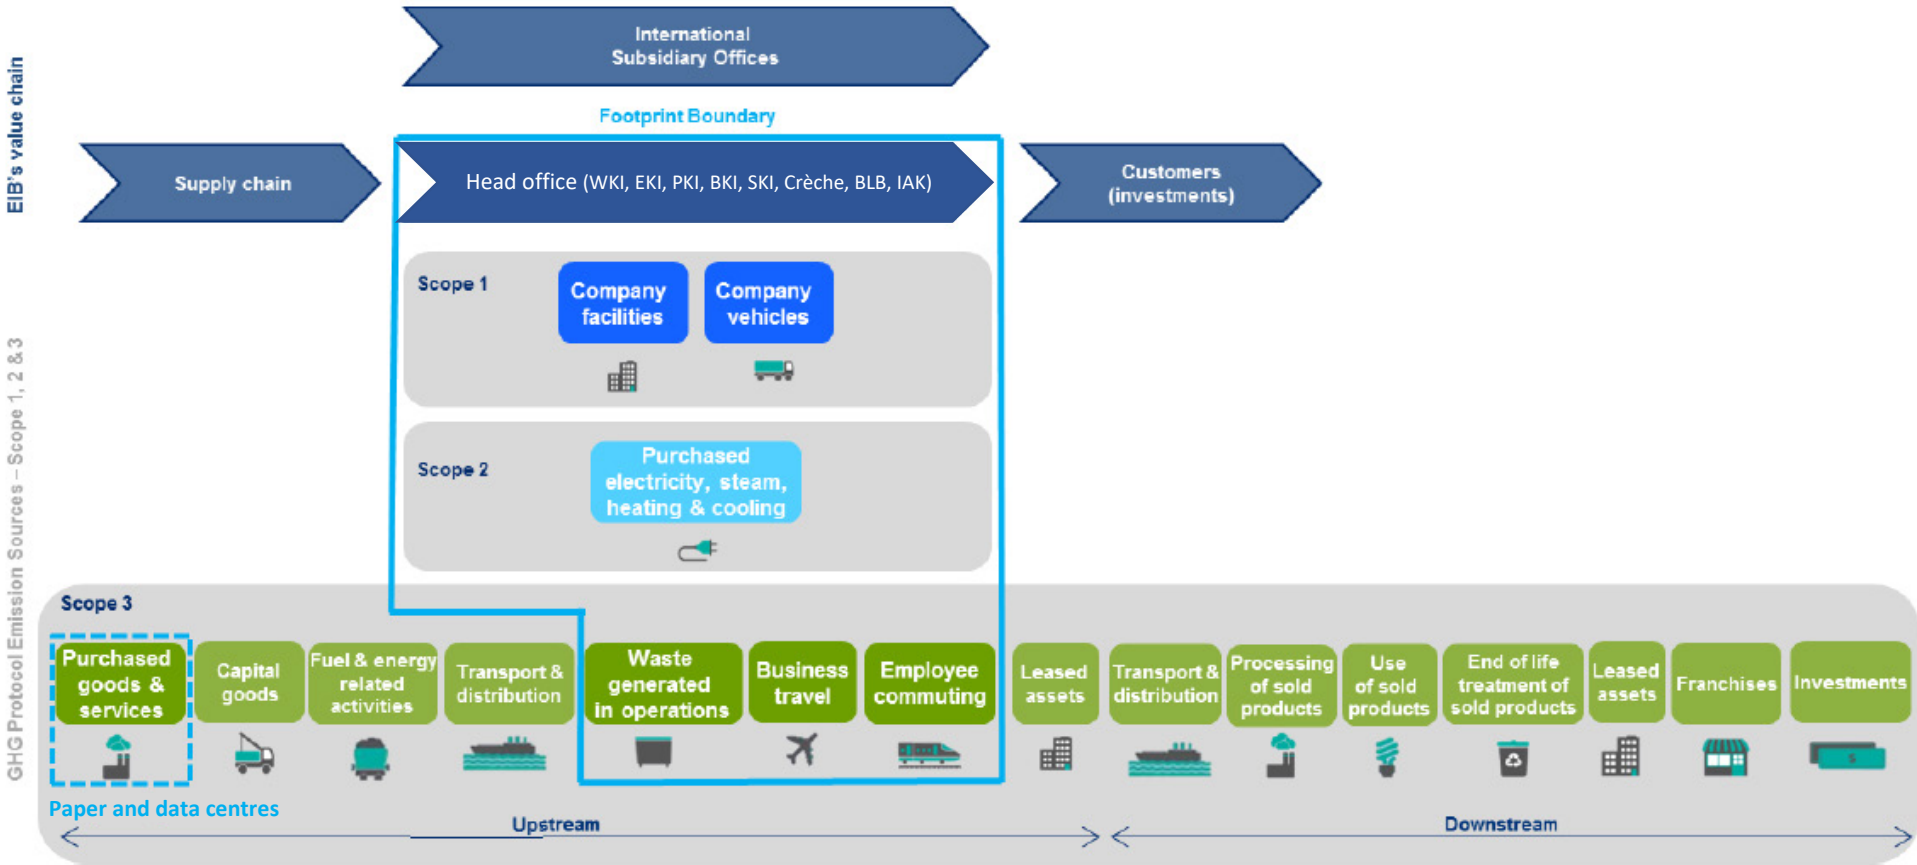 EIB's value chain
International
Subsidiary Offices
Footprint Boundary
Supply chain
Head office (WKI, EKI, PKI, BKI, SKI, Crèche, BLB, IAK)
Customers
(investments)
GHG Protocol Emission Sources – Scope 1, 2 & 3
Scope 1
Company
facilities
Company
vehicles
Scope 2
Purchased
electricity, steam,
heating & cooling
Scope 3
Purchased
goods &
services
Capital
goods
Fuel & energy
related
activities
Transport &
distribution
Waste
generated
in operations
Business
travel
Employee
commuting
Leased
assets
Transport &
distribution
Processing
of sold
products
Use
of sold
products
End of life
treatment of
sold products
Leased
assets
Franchises
Investments
$
Paper and data centres
Upstream
Downstream